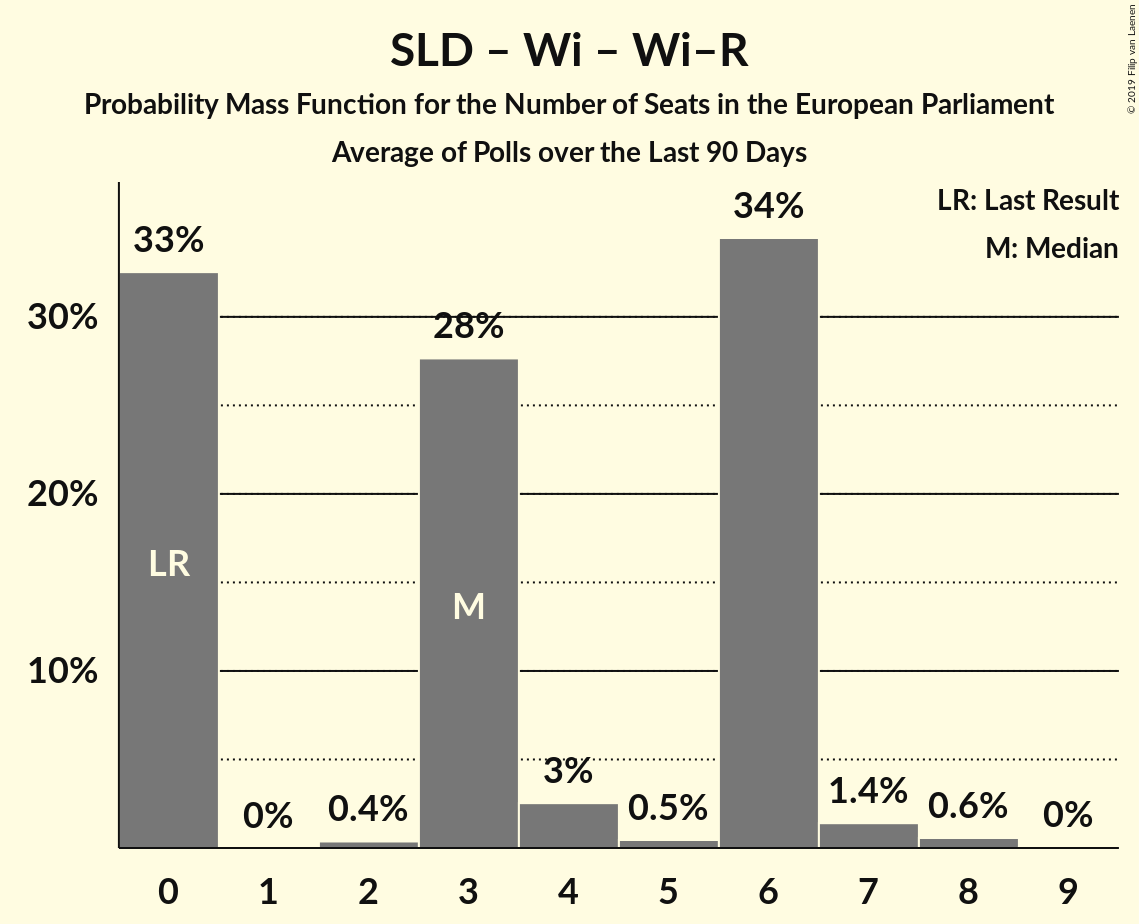 SLD – Wi – Wi–R
Probability Mass Function for the Number of Seats in the European Parliament
Average of Polls over the Last 90 Days
© 2019 Filip van Laenen
LR: Last Result
M: Median
33%
0%
0.4%
28%
3%
0.5%
34%
1.4%
0.6%
0%
30%
20%
10%
LR
M
0 1 2 3 4 5 6 7 8 9